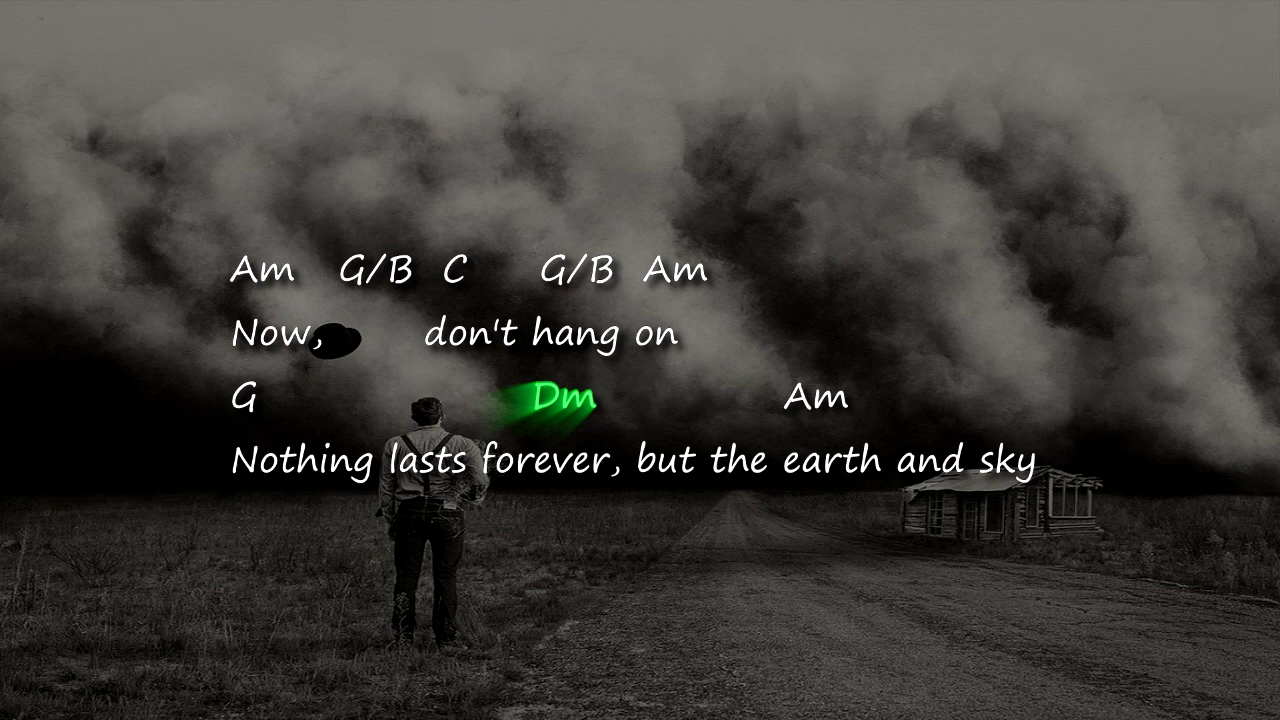 Am G/B C G/B Am
Now, don't hang on
G Dm Am
Nothing lasts forever, but the earth and sky